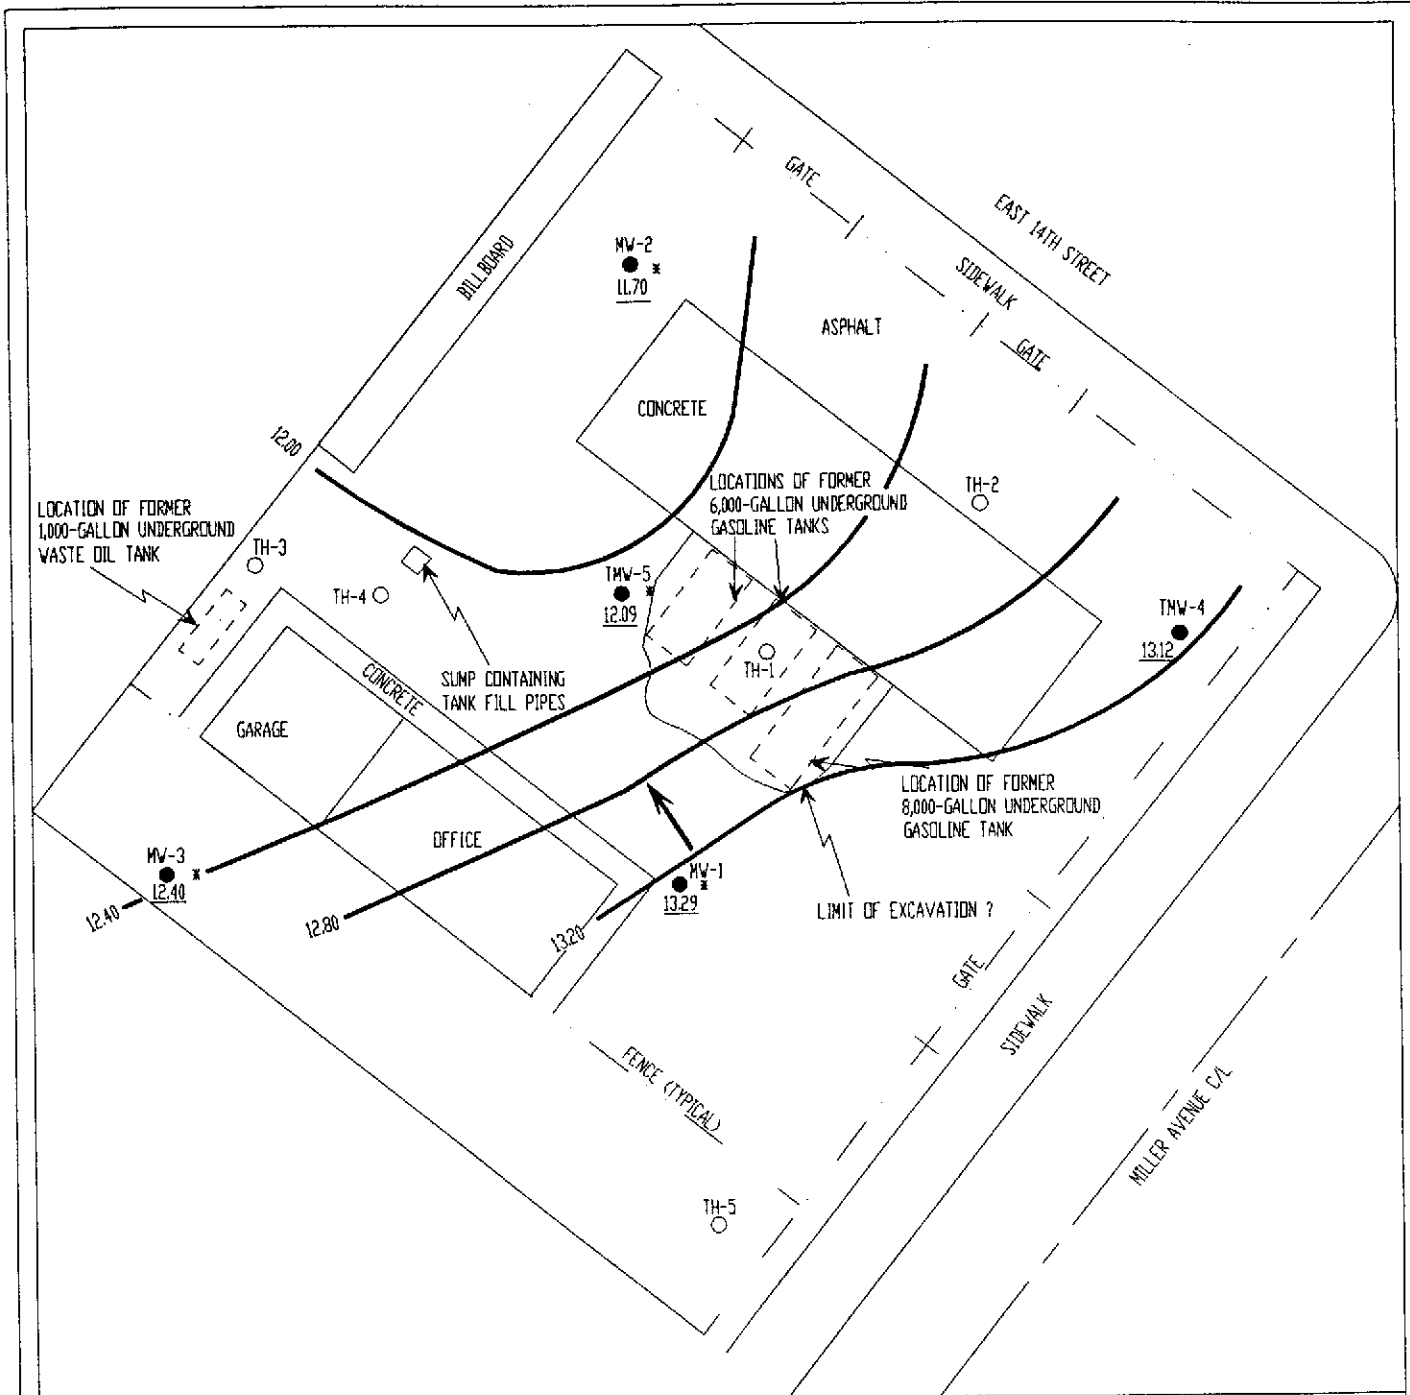 EAST 14TH STREET
GATE
SIDEWALK
GATE
BILLBOARD
MW-2
*
11.70
ASPHALT
CONCRETE
12.00
LOCATIONS OF FORMER
6,000-GALLON UNDERGROUND
GASOLINE TANKS
TH-2
LOCATION OF FORMER
1,000-GALLON UNDERGROUND
WASTE OIL TANK
TH-3
TH-4
TMW-5
*
12.09
TMW-4
13.12
TH-1
SUMP CONTAINING
TANK FILL PIPES
CONCRETE
GARAGE
OFFICE
LOCATION OF FORMER
8,000-GALLON UNDERGROUND
GASOLINE TANK
MW-3
*
12.40
12.40
12.80
13.20
MW-1
*
13.29
LIMIT OF EXCAVATION ?
GATE
SIDEWALK
FENCE (TYPICAL)
MILLER AVENUE C/L
TH-5